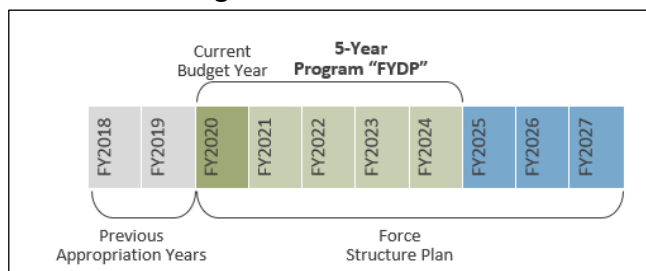 Current
Budget Year
5-Year
Program “FYDP”
FY2018
FY2019
FY2020
FY2021
FY2022
FY2023
FY2024
FY2025
FY2026
FY2027
Previous
Appropriation Years
Force
Structure Plan